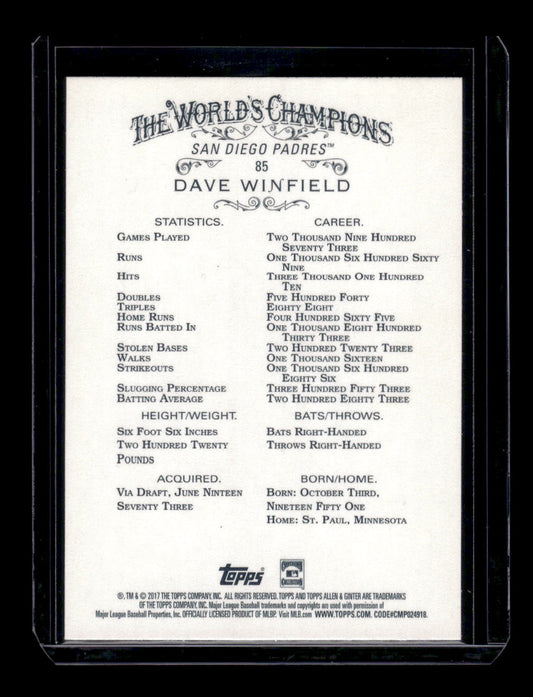 THE WORLD'S CHAMPIONS
SAN DIEGO PADRES™
85
DAVE WINFIELD
STATISTICS. CAREER.
GAMES PLAYED TWO THOUSAND NINE HUNDRED
SEVENTY THREE
RUNS ONE THOUSAND SIX HUNDRED SIXTY
NINE
HITS THREE THOUSAND ONE HUNDRED
TEN
DOUBLES FIVE HUNDRED FORTY
TRIPLES EIGHTY EIGHT
HOME RUNS FOUR HUNDRED SIXTY FIVE
RUNS BATTED IN ONE THOUSAND EIGHT HUNDRED
THIRTY THREE
STOLEN BASES TWO HUNDRED TWENTY THREE
WALKS ONE THOUSAND SIXTEEN
STRIKEOUTS ONE THOUSAND SIX HUNDRED
EIGHTY SIX
SLUGGING PERCENTAGE THREE HUNDRED FIFTY THREE
BATTING AVERAGE TWO HUNDRED EIGHTY THREE
HEIGHT/WEIGHT. BATS/THROWS.
SIX FOOT SIX INCHES BATS RIGHT-HANDED
TWO HUNDRED TWENTY THROWS RIGHT-HANDED
POUNDS
ACQUIRED. BORN/HOME.
VIA DRAFT, JUNE NINTEEN BORN: OCTOBER THIRD,
SEVENTY THREE NINETEEN FIFTY ONE
HOME: ST. PAUL, MINNESOTA
Topps
®, TM & © 2017 THE TOPPS COMPANY, INC. ALL RIGHTS RESERVED. TOPPS AND TOPPS ALLEN & GINTER ARE TRADEMARKS
OF THE TOPPS COMPANY, INC. Major League Baseball trademarks and copyrights are used with permission of
Major League Baseball Properties, Inc. OFFICIALLY LICENSED PRODUCT OF MLBP. Visit MLB.com WWW.TOPPS.COM. CODE#CMP024918.